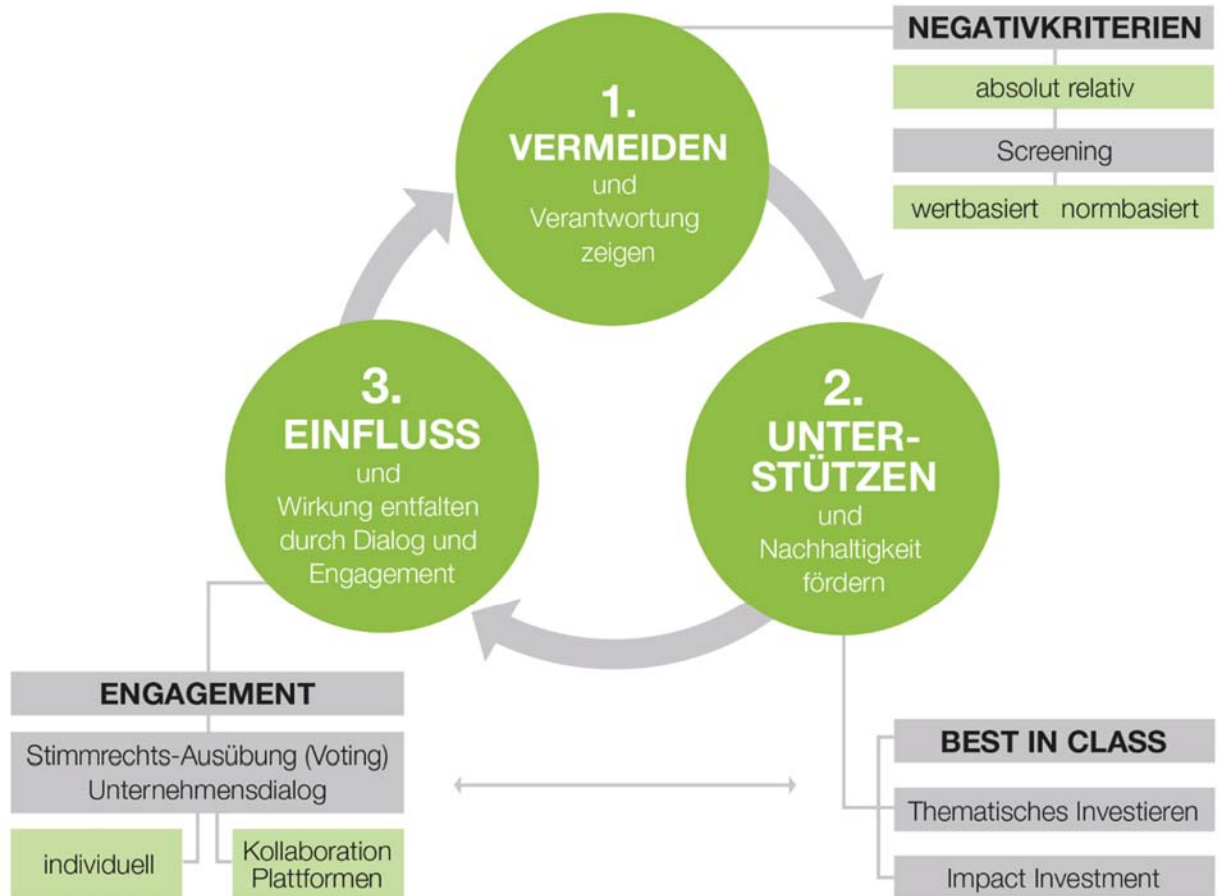 NEGATIVKRITERIEN
absolut relativ
Screening
wertbasiert normbasiert
1.
VERMEIDEN
und
Verantwortung
zeigen
2.
UNTER-
STÜTZEN
und
Nachhaltigkeit
fördern
3.
EINFLUSS
und
Wirkung entfalten
durch Dialog und
Engagement
ENGAGEMENT
Stimmrechts-Ausübung (Voting)
Unternehmensdialog
individuell
Kollaboration
Plattformen
BEST IN CLASS
Thematisches Investieren
Impact Investment